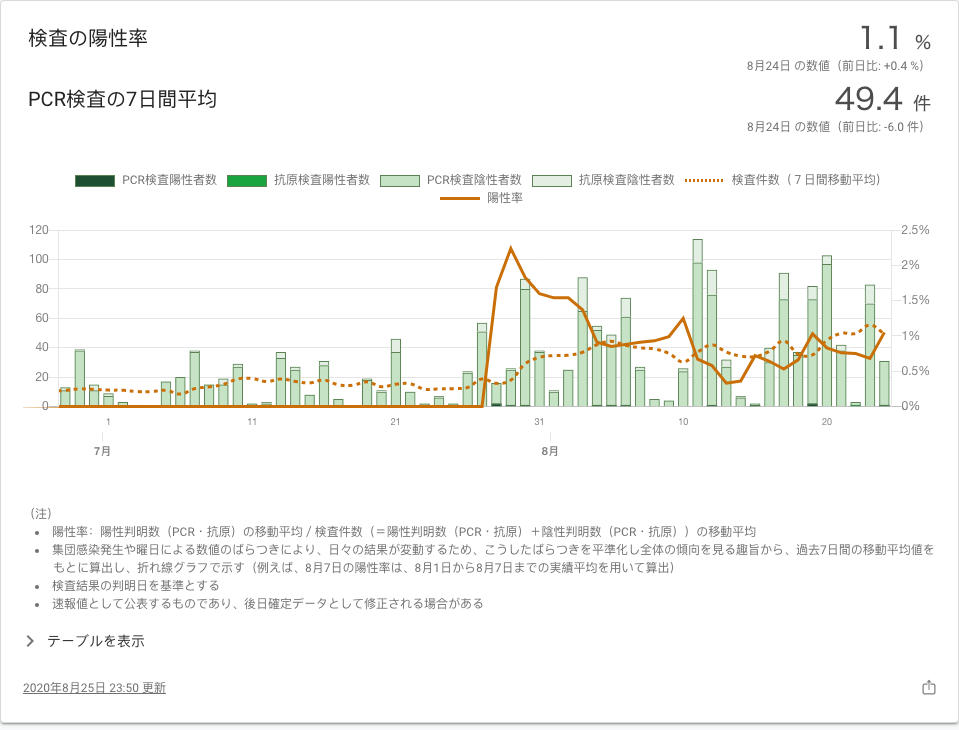 検査の陽性率
1.1 %
8月24日 の数値（前日比: +0.4 %）
PCR検査の7日間平均
49.4 件
8月24日 の数値（前日比: -6.0 件）
PCR検査陽性者数 抗原検査陽性者数 PCR検査陰性者数 抗原検査陰性者数 検査件数（７日間移動平均）
陽性率
120 2.5%
100 2%
80 1.5%
60 1%
40 0.5%
20 0%
0
1 11 21 31 10 20
7月 8月
（注）
• 陽性率：陽性判明数（PCR・抗原）の移動平均 / 検査件数（＝陽性判明数（PCR・抗原）＋陰性判明数（PCR・抗原））の移動平均
• 集団感染発生や曜日による数値のばらつきにより、日々の結果が変動するため、こうしたばらつきを平準化し全体の傾向を見る趣旨から、過去7日間の移動平均値を
もとに算出し、折れ線グラフで示す（例えば、8月7日の陽性率は、8月1日から8月7日までの実績平均を用いて算出）
• 検査結果の判明日を基準とする
• 速報値として公表するものであり、後日確定データとして修正される場合がある
テーブルを表示
2020年8月25日 23:50 更新